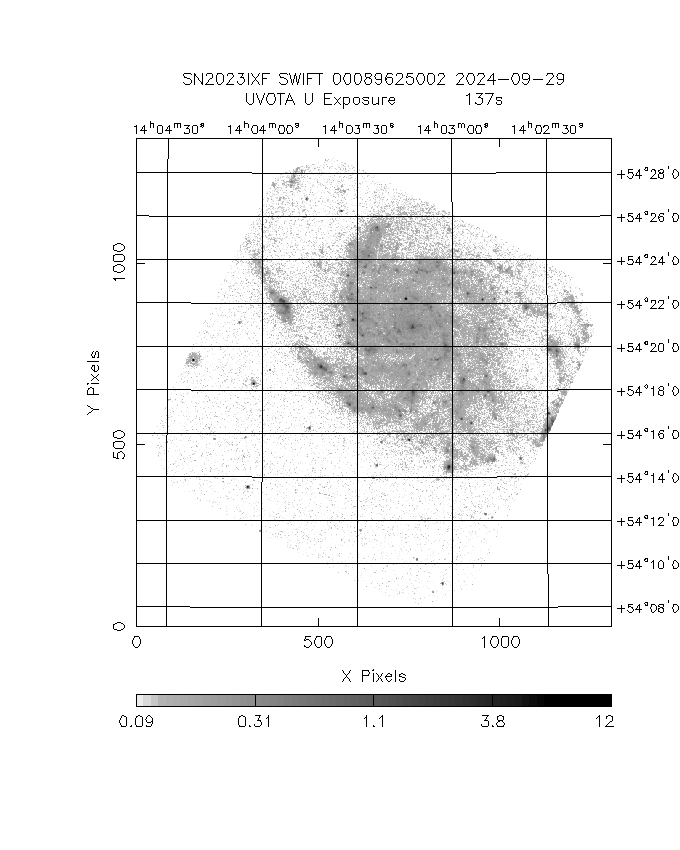 SN2023IXF SWIFT 00089625002 2024-09-29
UVOTA U Exposure 137s
14h04m30s 14h04m00s 14h03m30s 14h03m00s 14h02m30s
+54°28'0
+54°26'0
+54°24'0
+54°22'0
+54°20'0
+54°18'0
+54°16'0
+54°14'0
+54°12'0
+54°10'0
+54°08'0
1000
500
0
Y Pixels
0 500 1000
X Pixels
0.09 0.31 1.1 3.8 12